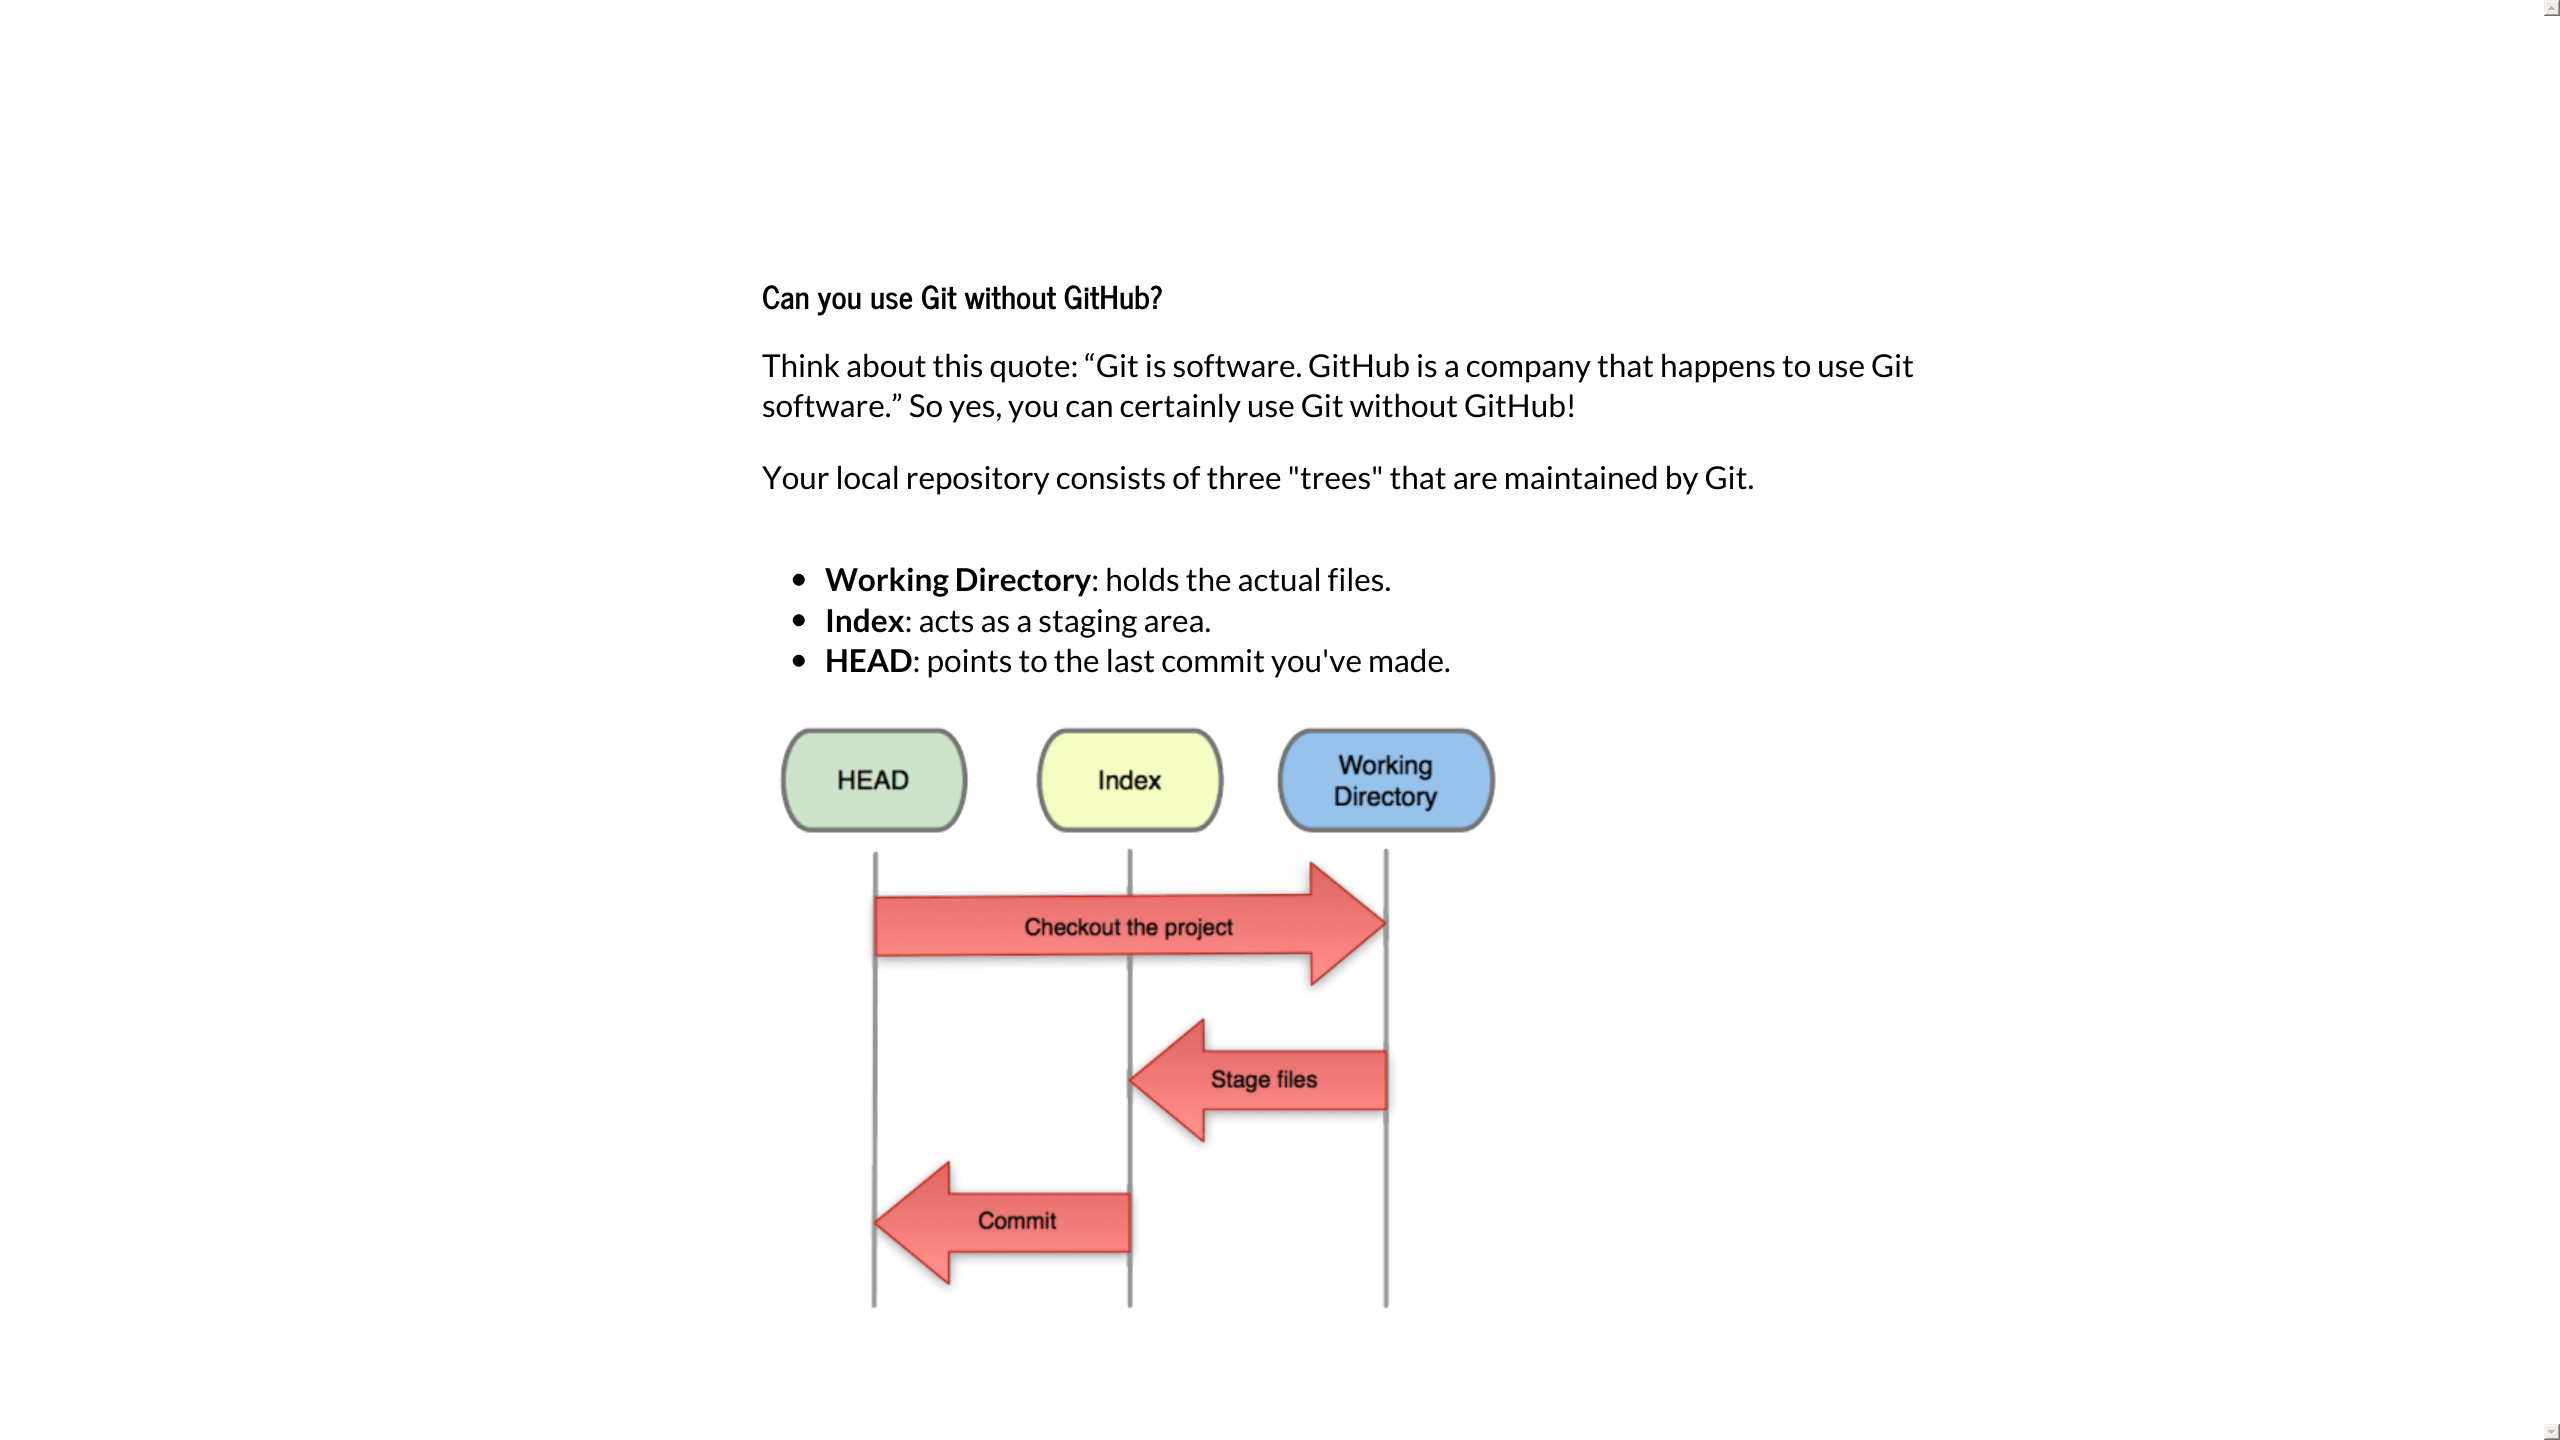 Can you use Git without GitHub?
Think about this quote: “Git is software. GitHub is a company that happens to use Git
software.” So yes, you can certainly use Git without GitHub!
Your local repository consists of three "trees" that are maintained by Git.
• Working Directory: holds the actual files.
• Index: acts as a staging area.
• HEAD: points to the last commit you've made.
HEAD
Index
Working
Directory
Checkout the project
Stage files
Commit